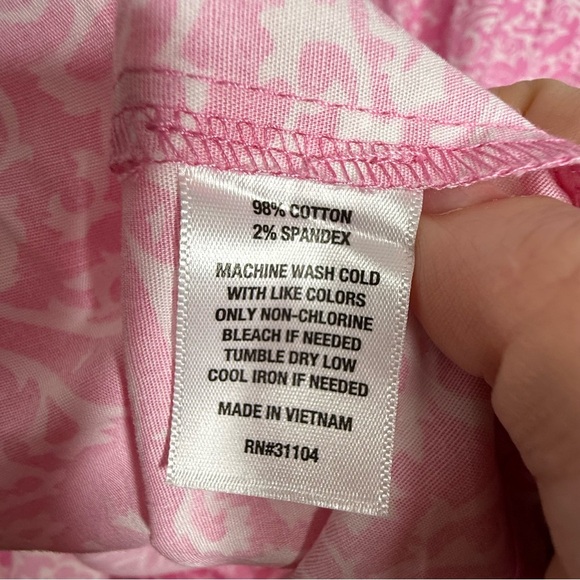 98% COTTON
2% SPANDEX
MACHINE WASH COLD
WITH LIKE COLORS
ONLY NON-CHLORINE
BLEACH IF NEEDED
TUMBLE DRY LOW
COOL IRON IF NEEDED
MADE IN VIETNAM
RN#31104